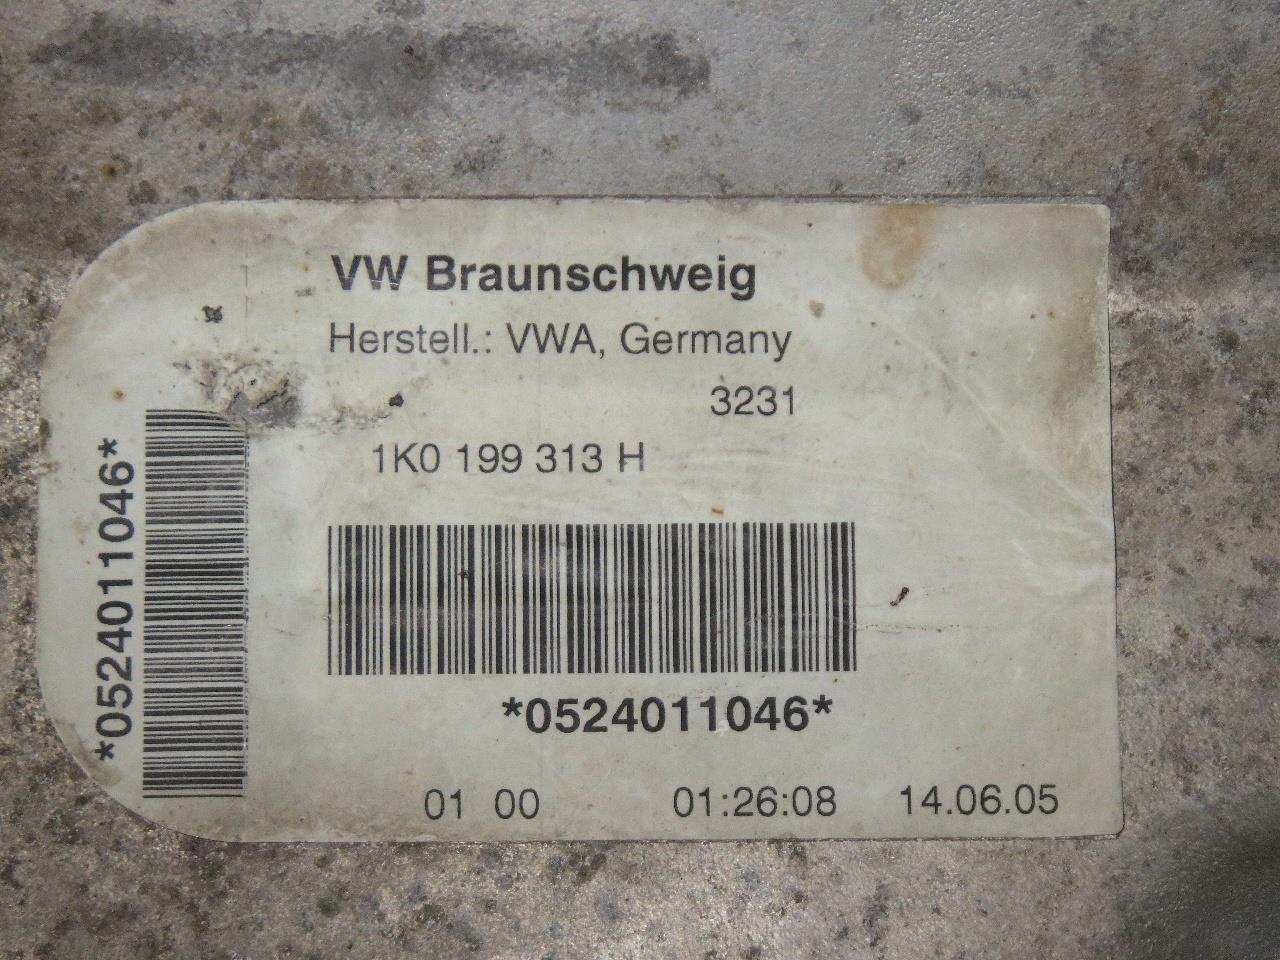 VW Braunschweig
Herstell.: VWA, Germany
3231
1K0 199 313 H
*0524011046*
*0524011046*
01 00 01:26:08 14.06.05